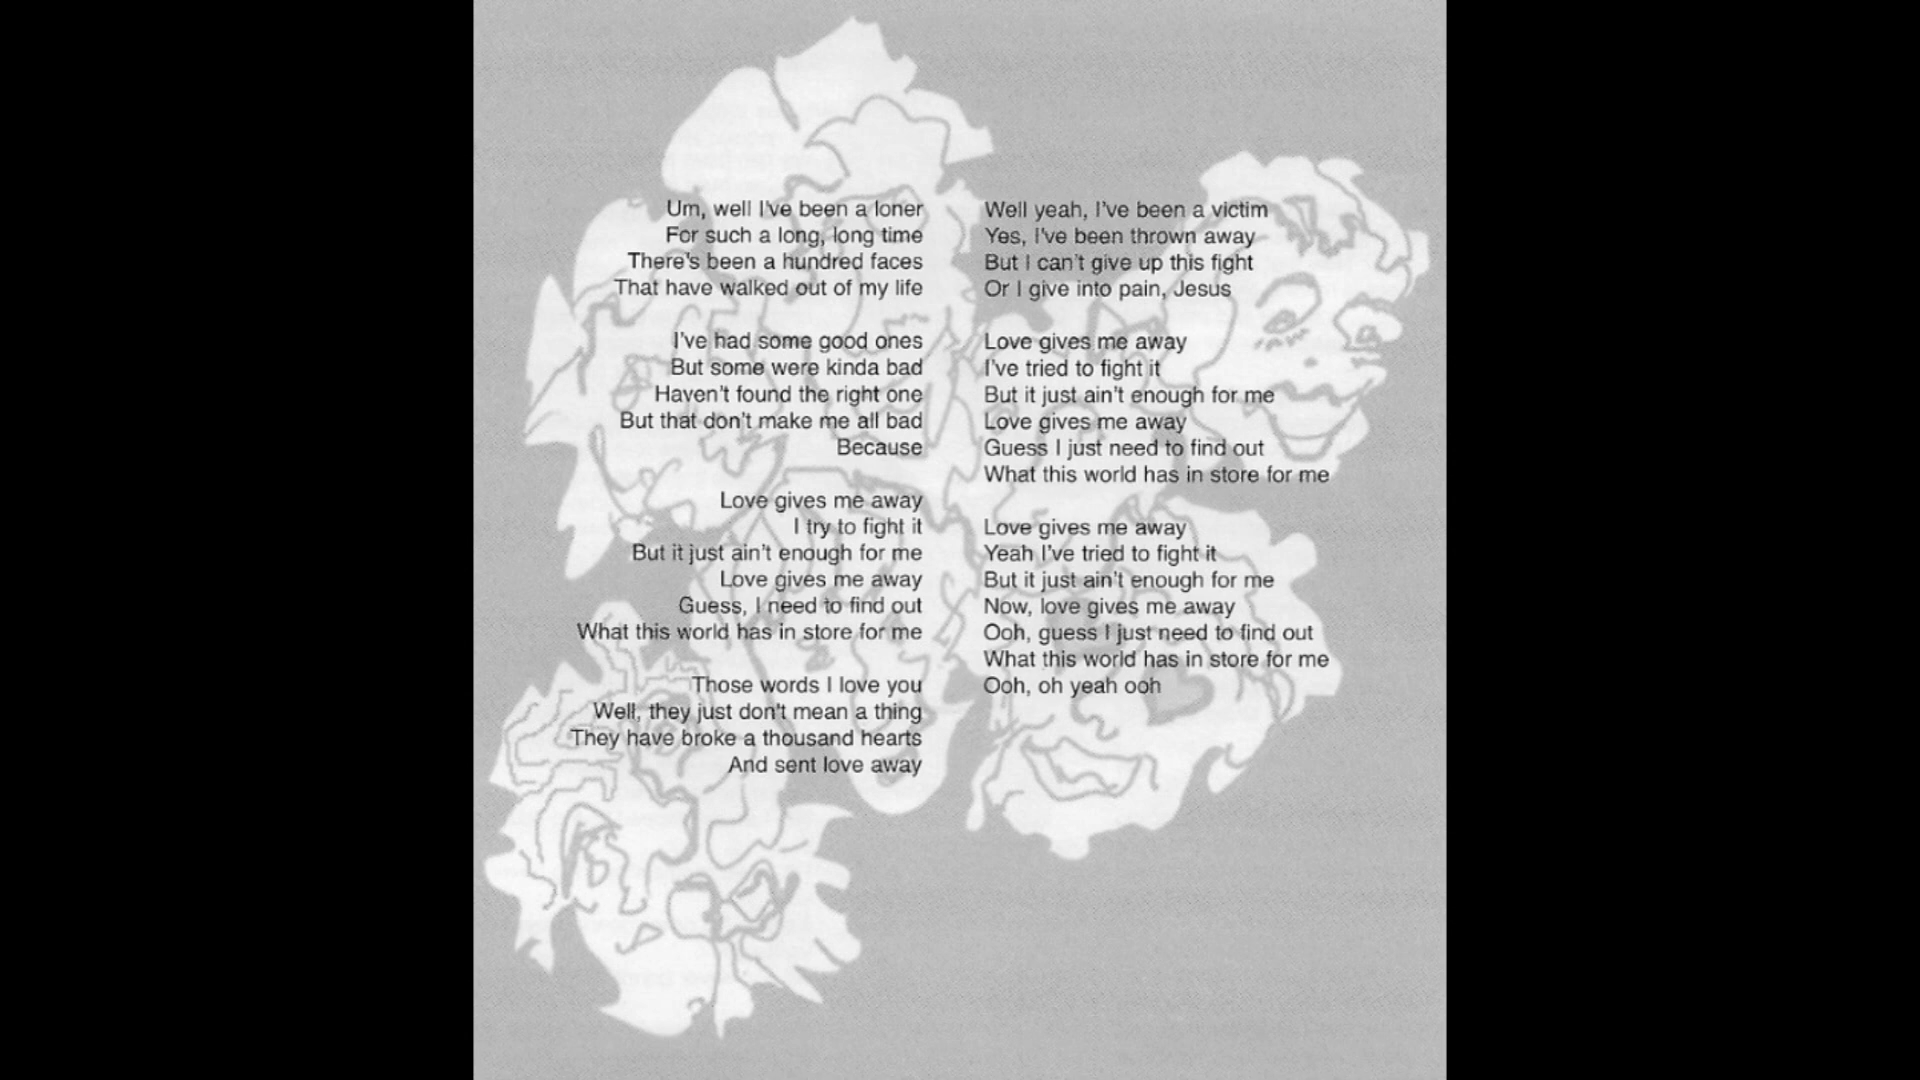 Um, well I've been a loner
For such a long, long time
There's been a hundred faces
That have walked out of my life
I've had some good ones
But some were kinda bad
Haven't found the right one
But that don't make me all bad
Because
Love gives me away
I try to fight it
But it just ain't enough for me
Love gives me away
Guess, I need to find out
What this world has in store for me
Those words I love you
Well, they just don't mean a thing
They have broke a thousand hearts
And sent love away
Well yeah, I've been a victim
Yes, I've been thrown away
But I can't give up this fight
Or I give into pain, Jesus
Love gives me away
I've tried to fight it
But it just ain't enough for me
Love gives me away
Guess I just need to find out
What this world has in store for me
Love gives me away
Yeah I've tried to fight it
But it just ain't enough for me
Now, love gives me away
Ooh, guess I just need to find out
What this world has in store for me
Ooh, oh yeah ooh